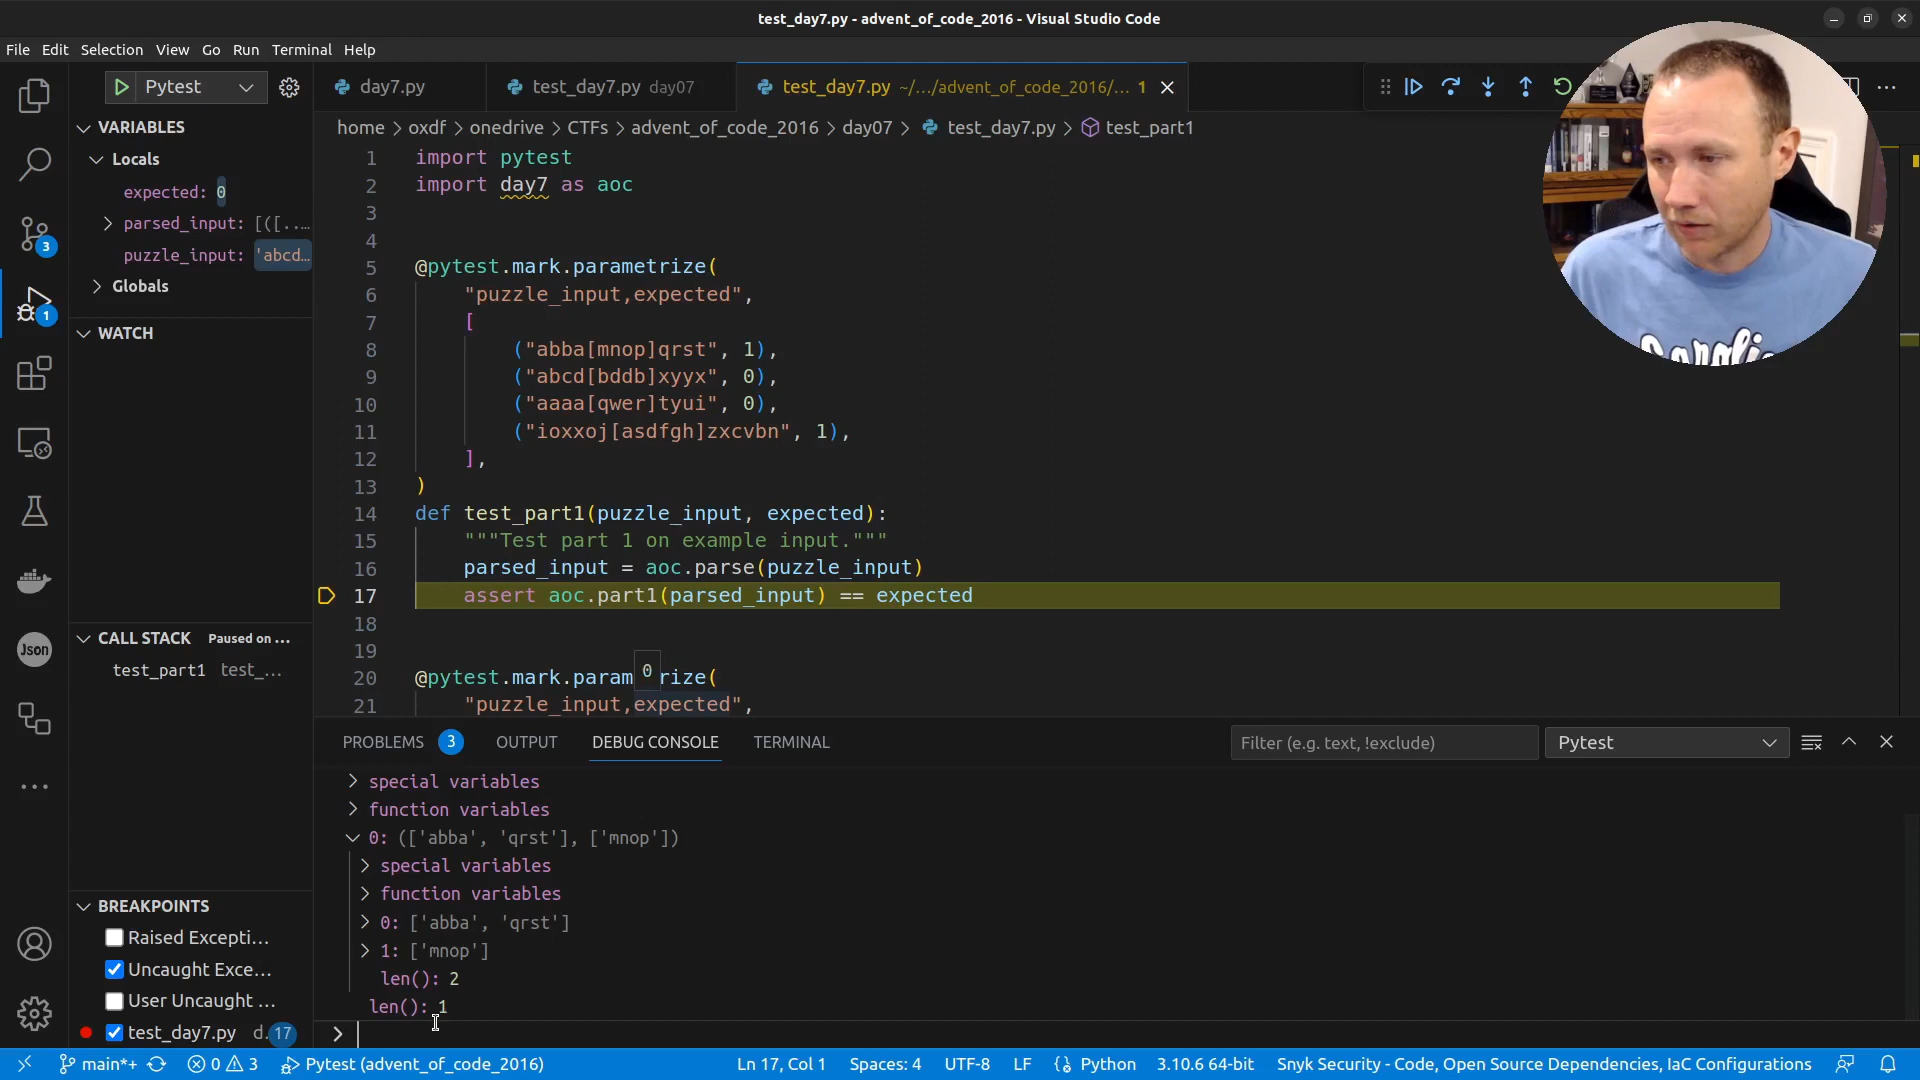 test_day7.py - advent_of_code_2016 - Visual Studio Code
File Edit Selection View Go Run Terminal Help
Pytest
day7.py
test_day7.py day07
test_day7.py ~/.../advent_of_code_2016/... 1
home > oxdf > onedrive > CTFs > advent_of_code_2016 > day07 > test_day7.py > test_part1
VARIABLES
Locals
expected: 0
parsed_input: [([..…
puzzle_input: 'abcd…
Globals
WATCH
CALL STACK Paused on ...
test_part1 test_...
BREAKPOINTS
Raised Excepti...
Uncaught Exce...
User Uncaught ...
test_day7.py d. 17
3
1
Json
1 import pytest
2 import day7 as aoc
3
4
5 @pytest.mark.parametrize(
6 "puzzle_input,expected",
7 [
8 ("abba[mnop]qrst", 1),
9 ("abcd[bddb]xyyx", 0),
10 ("aaaa[qwer]tyui", 0),
11 ("ioxxoj[asdfgh]zxcvbn", 1),
12 ],
13 )
14 def test_part1(puzzle_input, expected):
15 """Test part 1 on example input."""
16 parsed_input = aoc.parse(puzzle_input)
17 assert aoc.part1(parsed_input) == expected
18
19
0
20 @pytest.mark.param rize(
21 "puzzle_input,expected",
PROBLEMS 3 OUTPUT DEBUG CONSOLE TERMINAL
Filter (e.g. text, !exclude)
Pytest
special variables
function variables
0: (['abba', 'qrst'], ['mnop'])
special variables
function variables
0: ['abba', 'qrst']
1: ['mnop']
len(): 2
len(): 1
main*+ 0 3 Pytest (advent_of_code_2016)
Ln 17, Col 1 Spaces: 4 UTF-8 LF Python 3.10.6 64-bit Snyk Security - Code, Open Source Dependencies, IaC Configurations